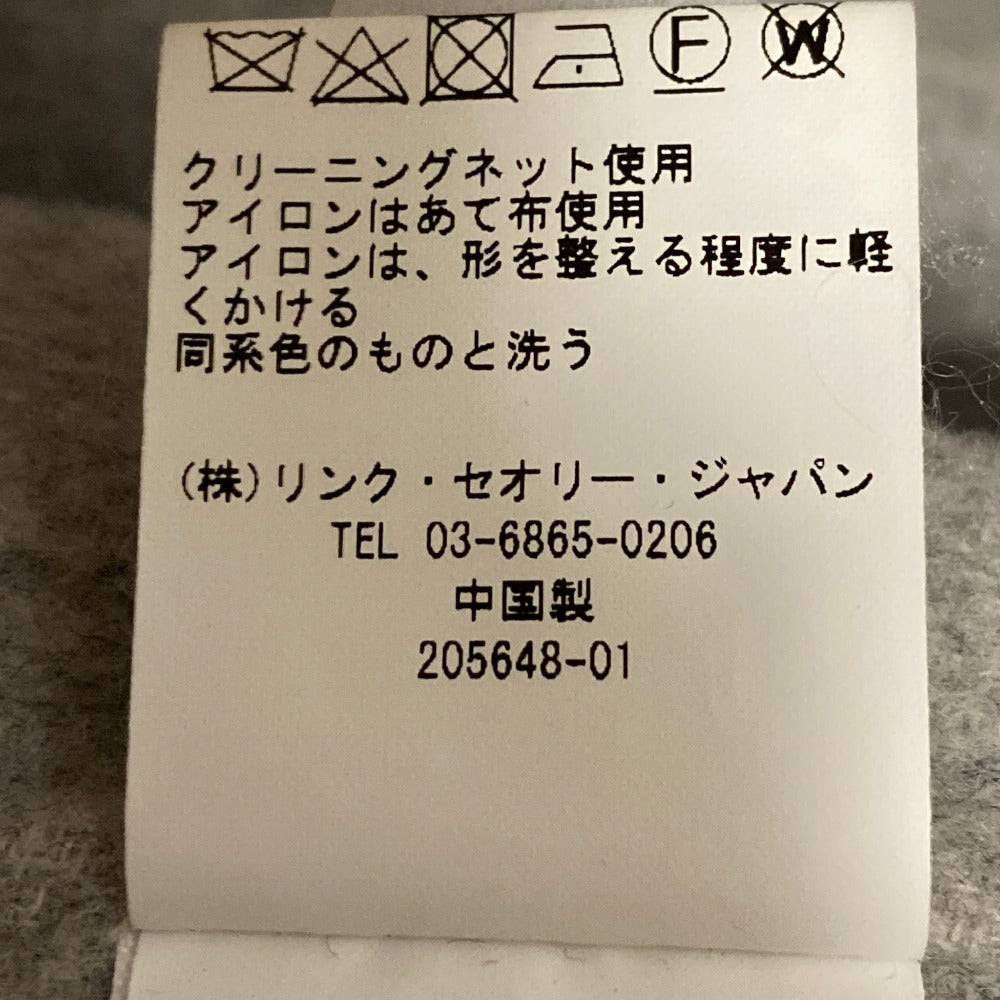 F W
クリーニングネット使用
アイロンはあて布使用
アイロンは、形を整える程度に軽
くかける
同系色のものと洗う
(株)リンク・セオリー・ジャパン
TEL 03-6865-0206
中国製
205648-01